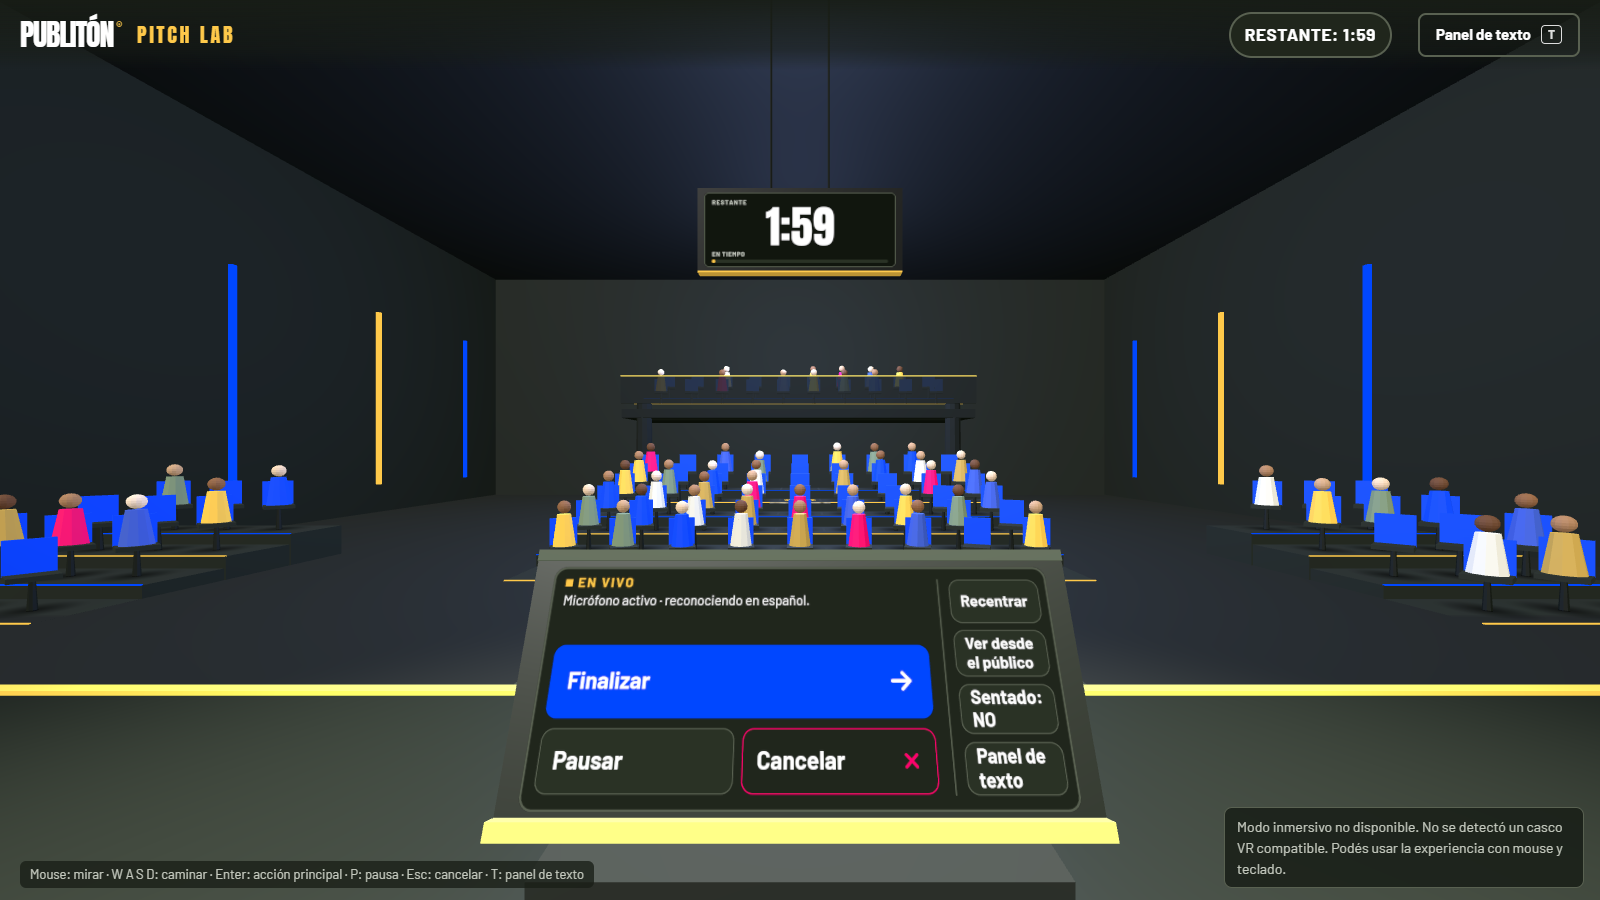 PUBLITÓN
PITCH LAB
RESTANTE: 1:59
Panel de texto T
RESTANTE
1:59
EN TIEMPO
EN VIVO
Micrófono activo · reconociendo en español.
Finalizar
Pausar
Cancelar
Recentrar
Ver desde
el público
Sentado:
NO
Panel de
texto
Mouse: mirar · W A S D: caminar · Enter: acción principal · P: pausa · Esc: cancelar · T: panel de texto
Modo inmersivo no disponible. No se detectó un casco
VR compatible. Podés usar la experiencia con mouse y
teclado.